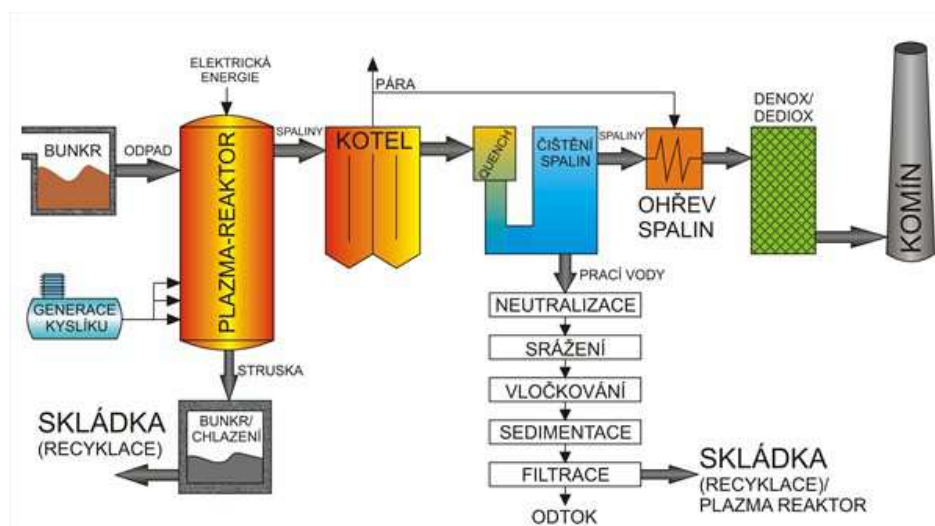 ELEKTRICKÁ
ENERGIE
BUNKR
ODPAD
PLAZMA-REAKTOR
SPALINY
KOTEL
PÁRA
QUENCH
ČIŠTĚNÍ
SPALIN
SPALINY
OHŘEV
SPALIN
DENOX/
DEDIOX
KOMÍN
GENERACE
KYSLÍKU
STRUSKA
BUNKR/
CHLAZENÍ
SKLÁDKA
(RECYKLACE)
PRACÍ VODY
NEUTRALIZACE
SRÁŽENÍ
VLOČKOVÁNÍ
SEDIMENTACE
FILTRACE
ODTOK
SKLÁDKA
(RECYKLACE)/
PLAZMA REAKTOR